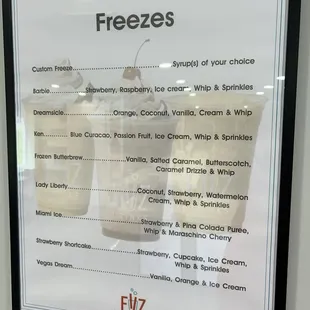 Freezes
Custom Freeze.......................................Syrup(s) of your choice
Barbie....................Strawberry, Raspberry, Ice cream, Whip & Sprinkles
Dreamsicle....................Orange, Coconut, Vanilla, Cream & Whip
Ken........... Blue Curacao, Passion Fruit, Ice Cream, Whip & Sprinkles
Frozen Butterbrew...............Vanilla, Salted Caramel, Butterscotch,
Caramel Drizzle & Whip
Lady Liberty..............................Coconut, Strawberry, Watermelon
Cream, Whip & Sprinkles
Miami Ice..................................Strawberry & Pina Colada Puree,
Whip & Maraschino Cherry
Strawberry Shortcake........................Strawberry, Cupcake, Ice Cream,
Whip & Sprinkles
Vegas Dream.................................Vanilla, Orange & Ice Cream
FIIZ